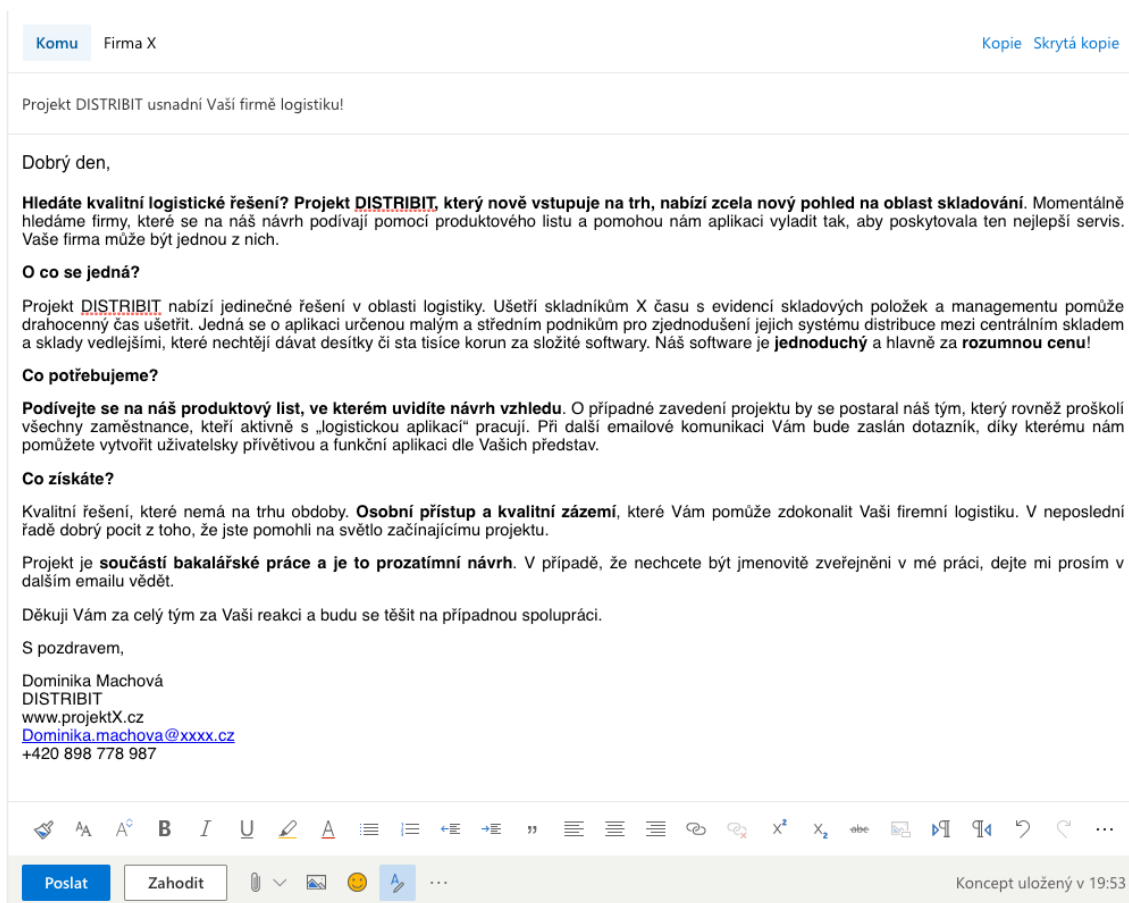 Komu Firma X Kopie Skrytá kopie
Projekt DISTRIBIT usnadní Vaší firmě logistiku!
Dobrý den,
Hledáte kvalitní logistické řešení? Projekt DISTRIBIT, který nově vstupuje na trh, nabízí zcela nový pohled na oblast skladování. Momentálně
hledáme firmy, které se na náš návrh podívají pomocí produktového listu a pomohou nám aplikaci vyladit tak, aby poskytovala ten nejlepší servis.
Vaše firma může být jednou z nich.
O co se jedná?
Projekt DISTRIBIT nabízí jedinečné řešení v oblasti logistiky. Ušetří skladníkům X času s evidencí skladových položek a managementu pomůže
drahocenný čas ušetřit. Jedná se o aplikaci určenou malým a středním podnikům pro zjednodušení jejich systému distribuce mezi centrálním skladem
a sklady vedlejšími, které nechtějí dávat desítky či sta tisíce korun za složité softwary. Náš software je jednoduchý a hlavně za rozumnou cenu!
Co potřebujeme?
Podívejte se na náš produktový list, ve kterém uvidíte návrh vzhledu. O případné zavedení projektu by se postaral náš tým, který rovněž proškolí
všechny zaměstnance, kteří aktivně s „logistickou aplikací“ pracují. Při další emailové komunikaci Vám bude zaslán dotazník, díky kterému nám
pomůžete vytvořit uživatelsky přívětivou a funkční aplikaci dle Vašich představ.
Co získáte?
Kvalitní řešení, které nemá na trhu obdoby. Osobní přístup a kvalitní zázemí, které Vám pomůže zdokonalit Vaši firemní logistiku. V neposlední
řadě dobrý pocit z toho, že jste pomohli na světlo začínajícímu projektu.
Projekt je součástí bakalářské práce a je to prozatímní návrh. V případě, že nechcete být jmenovitě zveřejněni v mé práci, dejte mi prosím v
dalším emailu vědět.
Děkuji Vám za celý tým za Vaši reakci a budu se těšit na případnou spolupráci.
S pozdravem,
Dominika Machová
DISTRIBIT
www.projektX.cz
Dominika.machova@xxxx.cz
+420 898 778 987
Poslat Zahodit Koncept uložený v 19:53